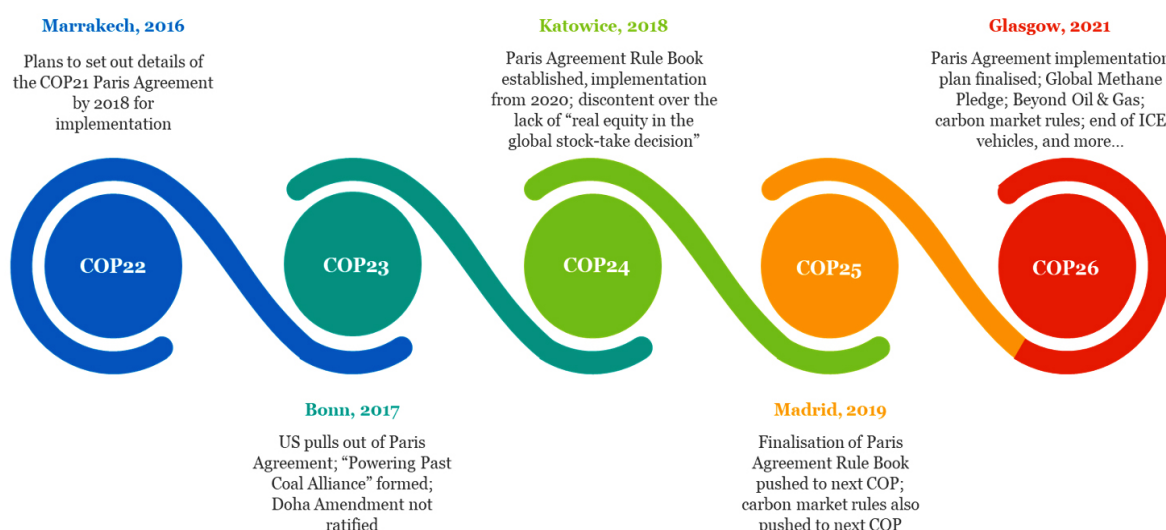 Marrakech, 2016
Plans to set out details of
the COP21 Paris Agreement
by 2018 for
implementation
Katowice, 2018
Paris Agreement Rule Book
established, implementation
from 2020; discontent over the
lack of “real equity in the
global stock-take decision”
Glasgow, 2021
Paris Agreement implementation
plan finalised; Global Methane
Pledge; Beyond Oil & Gas;
carbon market rules; end of ICE
vehicles, and more...
COP22
COP23
COP24
COP25
COP26
Bonn, 2017
US pulls out of Paris
Agreement; “Powering Past
Coal Alliance” formed;
Doha Amendment not
ratified
Madrid, 2019
Finalisation of Paris
Agreement Rule Book
pushed to next COP;
carbon market rules also
pushed to next COP